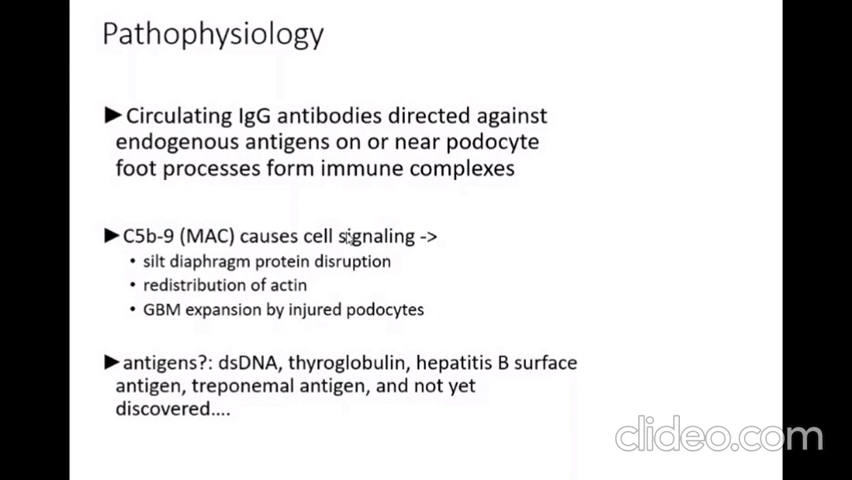 Pathophysiology
►Circulating IgG antibodies directed against
endogenous antigens on or near podocyte
foot processes form immune complexes
►C5b-9 (MAC) causes cell signaling ->
• silt diaphragm protein disruption
• redistribution of actin
• GBM expansion by injured podocytes
►antigens?: dsDNA, thyroglobulin, hepatitis B surface
antigen, treponemal antigen, and not yet
discovered....
clideo.com